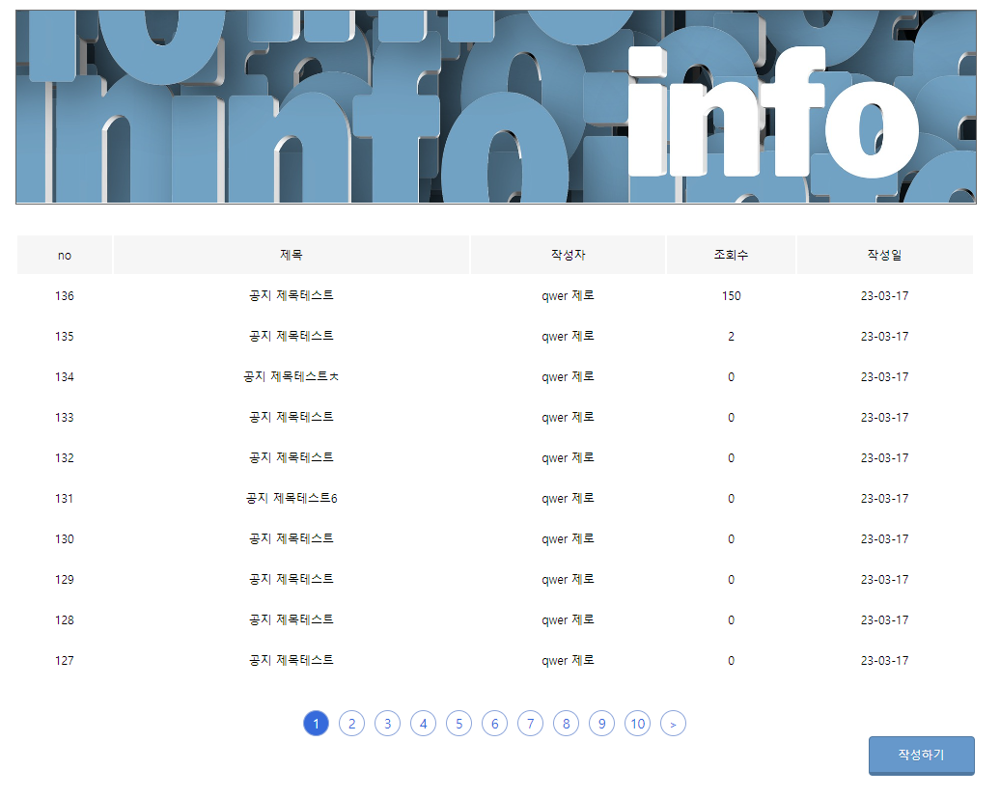 info
no 제목 작성자 조회수 작성일
136 공지 제목테스트 qwer 제로 150 23-03-17
135 공지 제목테스트 qwer 제로 2 23-03-17
134 공지 제목테스트ㅊ qwer 제로 0 23-03-17
133 공지 제목테스트 qwer 제로 0 23-03-17
132 공지 제목테스트 qwer 제로 0 23-03-17
131 공지 제목테스트6 qwer 제로 0 23-03-17
130 공지 제목테스트 qwer 제로 0 23-03-17
129 공지 제목테스트 qwer 제로 0 23-03-17
128 공지 제목테스트 qwer 제로 0 23-03-17
127 공지 제목테스트 qwer 제로 0 23-03-17
1 2 3 4 5 6 7 8 9 10 >
작성하기